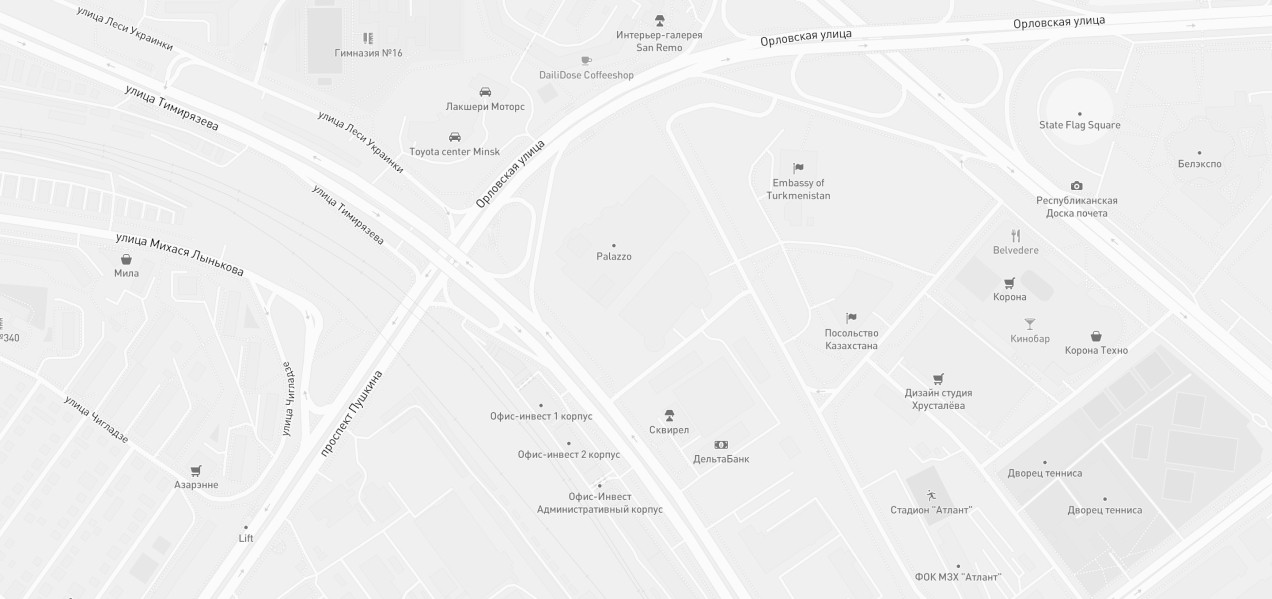 улица Леси Украинки
Гимназия №16
Интерьер-галерея
San Remo
Орловская улица
Орловская улица
DailiDose Coffeeshop
улица Тимирязева
улица Леси Украинки
Лакшери Моторс
Toyota center Minsk
State Flag Square
Белэкспо
Орловская улица
Embassy of
Turkmenistan
Республиканская
Доска почета
улица Тимирязева
улица Михася Лынькова
Мила
Palazzo
Belvedere
Корона
№340
Посольство
Казахстана
Кинобар
Корона Техно
улица Чигладзе
проспект Пушкина
улица Чигладзе
Офис-инвест 1 корпус
Сквирел
Дизайн студия
Хрусталёва
Офис-инвест 2 корпус
ДельтаБанк
Азарэнне
Дворец тенниса
Офис-Инвест
Административный корпус
Стадион "Атлант"
Дворец тенниса
Lift
ФОК МЗХ "Атлант"